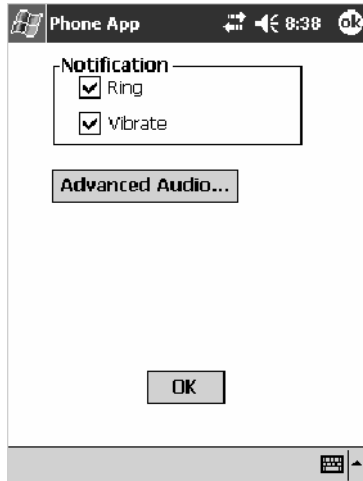 Phone App 8:38 ok
Notification
Ring
Vibrate
Advanced Audio...
OK